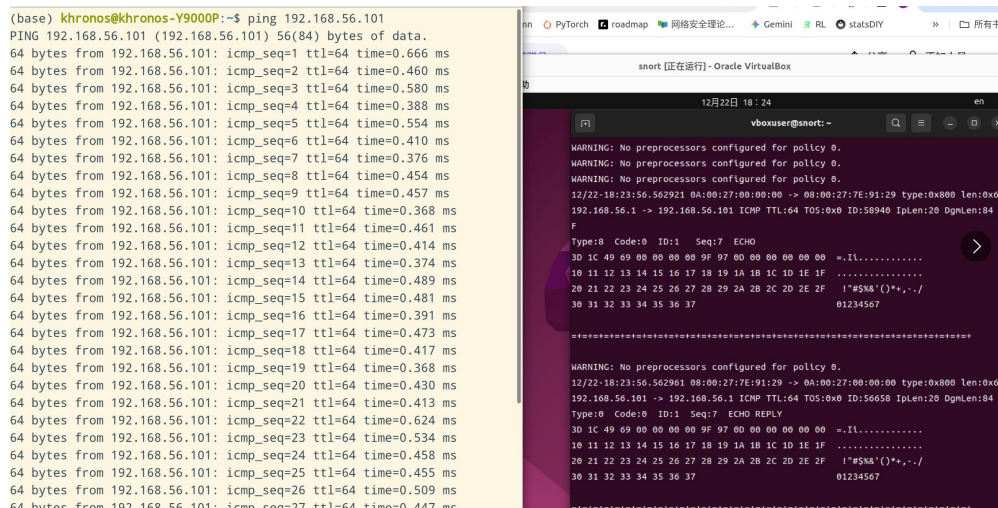 (base) khronos@khronos-Y9000P:~$ ping 192.168.56.101
PING 192.168.56.101 (192.168.56.101) 56(84) bytes of data.
64 bytes from 192.168.56.101: icmp_seq=1 ttl=64 time=0.666 ms
64 bytes from 192.168.56.101: icmp_seq=2 ttl=64 time=0.460 ms
64 bytes from 192.168.56.101: icmp_seq=3 ttl=64 time=0.580 ms
64 bytes from 192.168.56.101: icmp_seq=4 ttl=64 time=0.388 ms
64 bytes from 192.168.56.101: icmp_seq=5 ttl=64 time=0.554 ms
64 bytes from 192.168.56.101: icmp_seq=6 ttl=64 time=0.410 ms
64 bytes from 192.168.56.101: icmp_seq=7 ttl=64 time=0.376 ms
64 bytes from 192.168.56.101: icmp_seq=8 ttl=64 time=0.454 ms
64 bytes from 192.168.56.101: icmp_seq=9 ttl=64 time=0.457 ms
64 bytes from 192.168.56.101: icmp_seq=10 ttl=64 time=0.368 ms
64 bytes from 192.168.56.101: icmp_seq=11 ttl=64 time=0.461 ms
64 bytes from 192.168.56.101: icmp_seq=12 ttl=64 time=0.414 ms
64 bytes from 192.168.56.101: icmp_seq=13 ttl=64 time=0.374 ms
64 bytes from 192.168.56.101: icmp_seq=14 ttl=64 time=0.489 ms
64 bytes from 192.168.56.101: icmp_seq=15 ttl=64 time=0.481 ms
64 bytes from 192.168.56.101: icmp_seq=16 ttl=64 time=0.391 ms
64 bytes from 192.168.56.101: icmp_seq=17 ttl=64 time=0.473 ms
64 bytes from 192.168.56.101: icmp_seq=18 ttl=64 time=0.417 ms
64 bytes from 192.168.56.101: icmp_seq=19 ttl=64 time=0.368 ms
64 bytes from 192.168.56.101: icmp_seq=20 ttl=64 time=0.430 ms
64 bytes from 192.168.56.101: icmp_seq=21 ttl=64 time=0.413 ms
64 bytes from 192.168.56.101: icmp_seq=22 ttl=64 time=0.624 ms
64 bytes from 192.168.56.101: icmp_seq=23 ttl=64 time=0.534 ms
64 bytes from 192.168.56.101: icmp_seq=24 ttl=64 time=0.458 ms
64 bytes from 192.168.56.101: icmp_seq=25 ttl=64 time=0.455 ms
64 bytes from 192.168.56.101: icmp_seq=26 ttl=64 time=0.509 ms
64 bytes from 192.168.56.101: icmp_seq=27 ttl=64 time=0.447 ms
nn PyTorch roadmap 网络安全理论... Gemini RL statsDIY » 所有
snort [正在运行] - Oracle VirtualBox
助
12月22日 18：24 en
vboxuser@snort: ~
WARNING: No preprocessors configured for policy 0.
WARNING: No preprocessors configured for policy 0.
WARNING: No preprocessors configured for policy 0.
12/22-18:23:56.562921 0A:00:27:00:00:00 -> 08:00:27:7E:91:29 type:0x800 len:0x6
192.168.56.1 -> 192.168.56.101 ICMP TTL:64 TOS:0x0 ID:58940 IpLen:20 DgmLen:84
F
Type:8 Code:0 ID:1 Seq:7 ECHO
3D 1C 49 69 00 00 00 00 9F 97 0D 00 00 00 00 00 =.Ii............
10 11 12 13 14 15 16 17 18 19 1A 1B 1C 1D 1E 1F ................
20 21 22 23 24 25 26 27 28 29 2A 2B 2C 2D 2E 2F !"#$%&'()*+,-./
30 31 32 33 34 35 36 37 01234567
=+=+=+=+=+=+=+=+=+=+=+=+=+=+=+=+=+=+=+=+=+=+=+=+=+=+=+=+=+=+=+=+=+=+=+=+=+
WARNING: No preprocessors configured for policy 0.
12/22-18:23:56.562961 08:00:27:7E:91:29 -> 0A:00:27:00:00:00 type:0x800 len:0x6
192.168.56.101 -> 192.168.56.1 ICMP TTL:64 TOS:0x0 ID:56658 IpLen:20 DgmLen:84
Type:0 Code:0 ID:1 Seq:7 ECHO REPLY
3D 1C 49 69 00 00 00 00 9F 97 0D 00 00 00 00 00 =.Ii............
10 11 12 13 14 15 16 17 18 19 1A 1B 1C 1D 1E 1F ................
20 21 22 23 24 25 26 27 28 29 2A 2B 2C 2D 2E 2F !"#$%&'()*+,-./
30 31 32 33 34 35 36 37 01234567